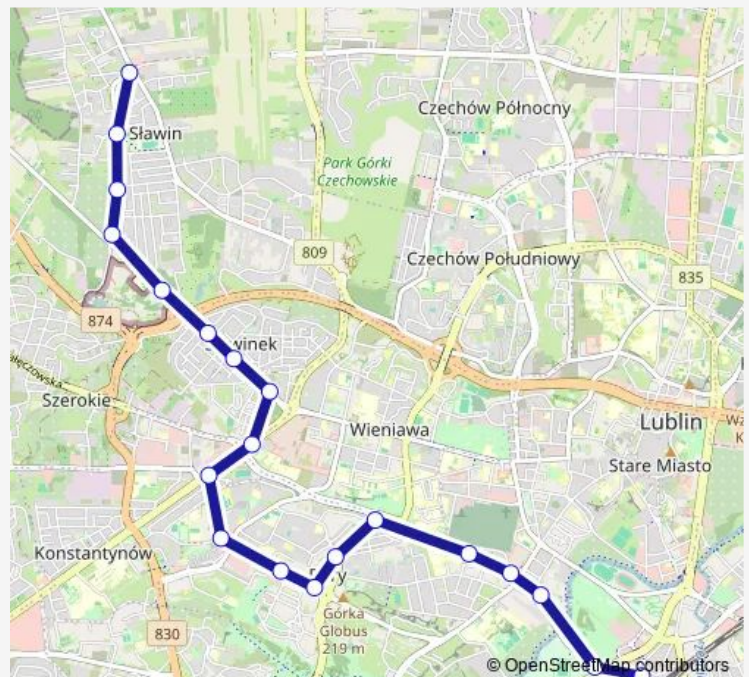 Sławin
Czechów Północny
Park Górki
Czechowskie
809
Czechów Południowy
835
874
winek
Szerokie
Wieniawa
Lublin
Stare Miasto
Konstantynów
Górka
Globus
219 m
830
© OpenStreetMap contributors